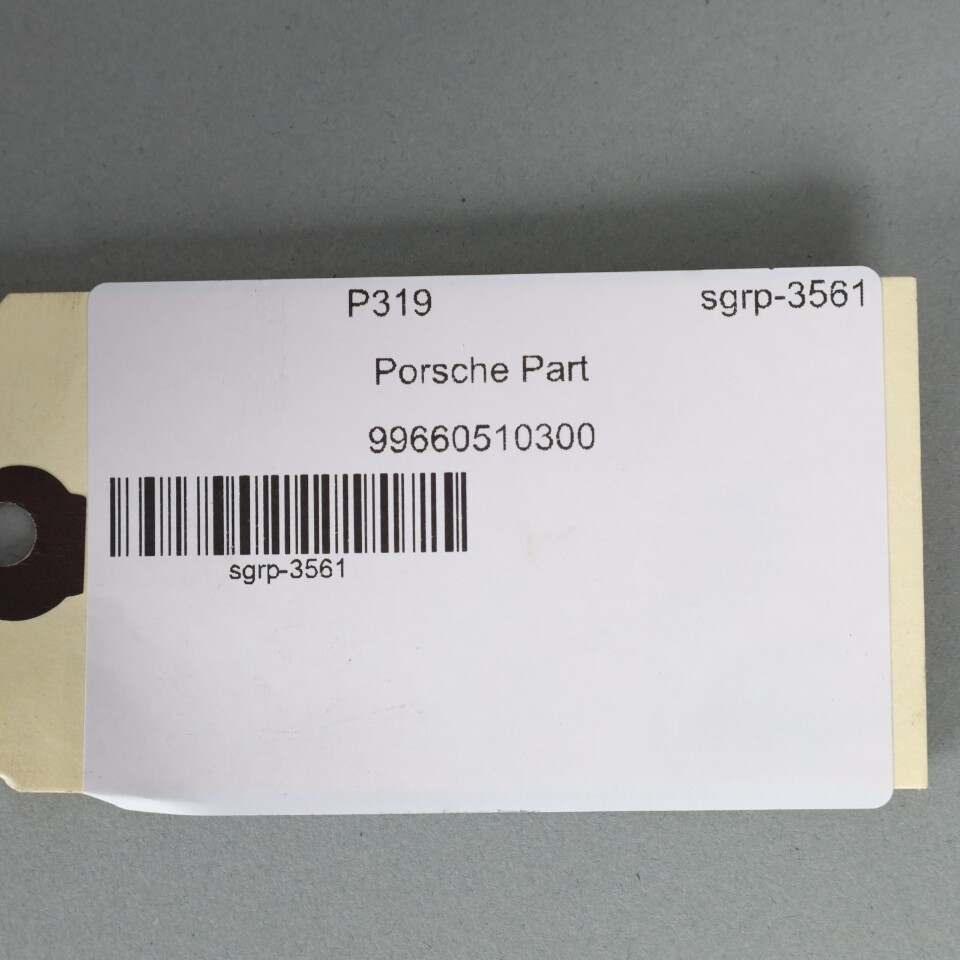 P319 sgrp-3561
Porsche Part
99660510300
sgrp-3561